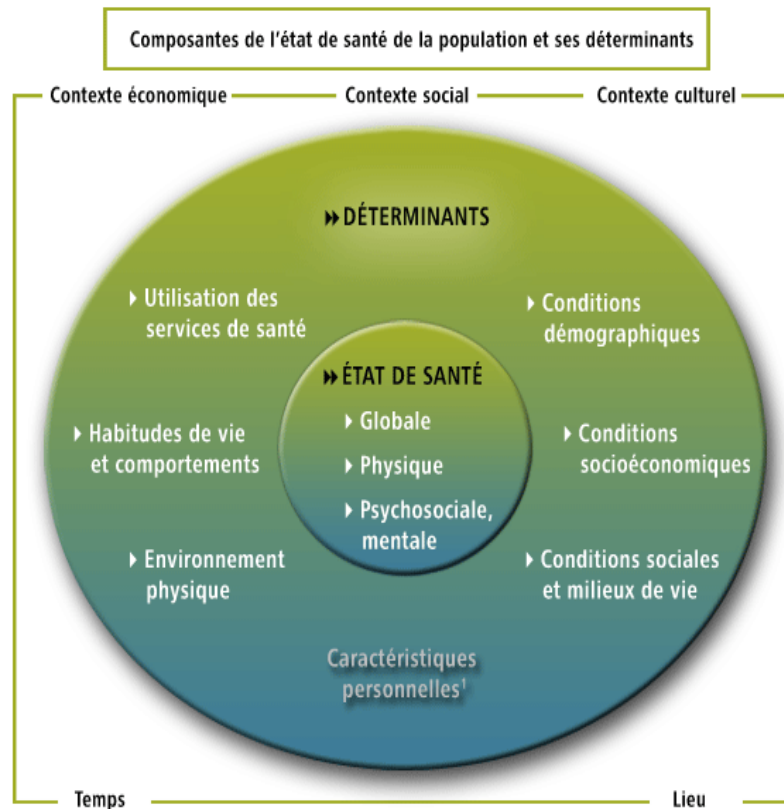 Composantes de l'état de santé de la population et ses déterminants
Contexte économique
Contexte social
Contexte culturel
DÉTERMINANTS
Utilisation des
services de santé
Habitudes de vie
et comportements
Environnement
physique
ÉTAT DE SANTÉ
Globale
Physique
Psychosociale,
mentale
Conditions
démographiques
Conditions
socioéconomiques
Conditions sociales
et milieux de vie
Caractéristiques
personnelles¹
Temps
Lieu